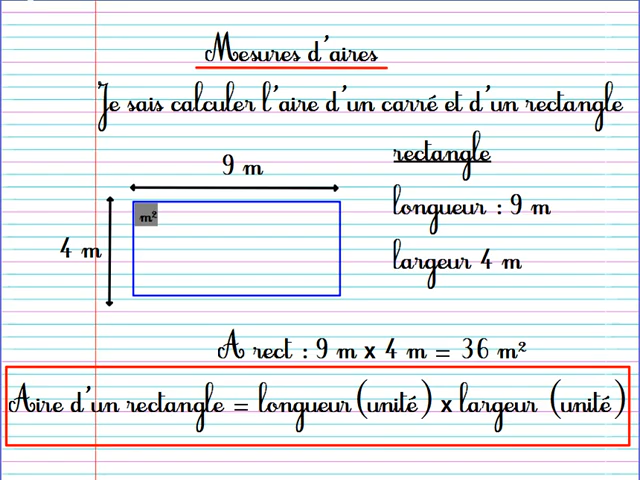 Mesures d'aires
Je sais calculer l'aire d'un carré et d'un rectangle
rectangle
9 m
longueur : 9 m
m²
4 m
largeur 4 m
A rect : 9 m x 4 m = 36 m²
Aire d'un rectangle = longueur (unité) x largeur (unité)